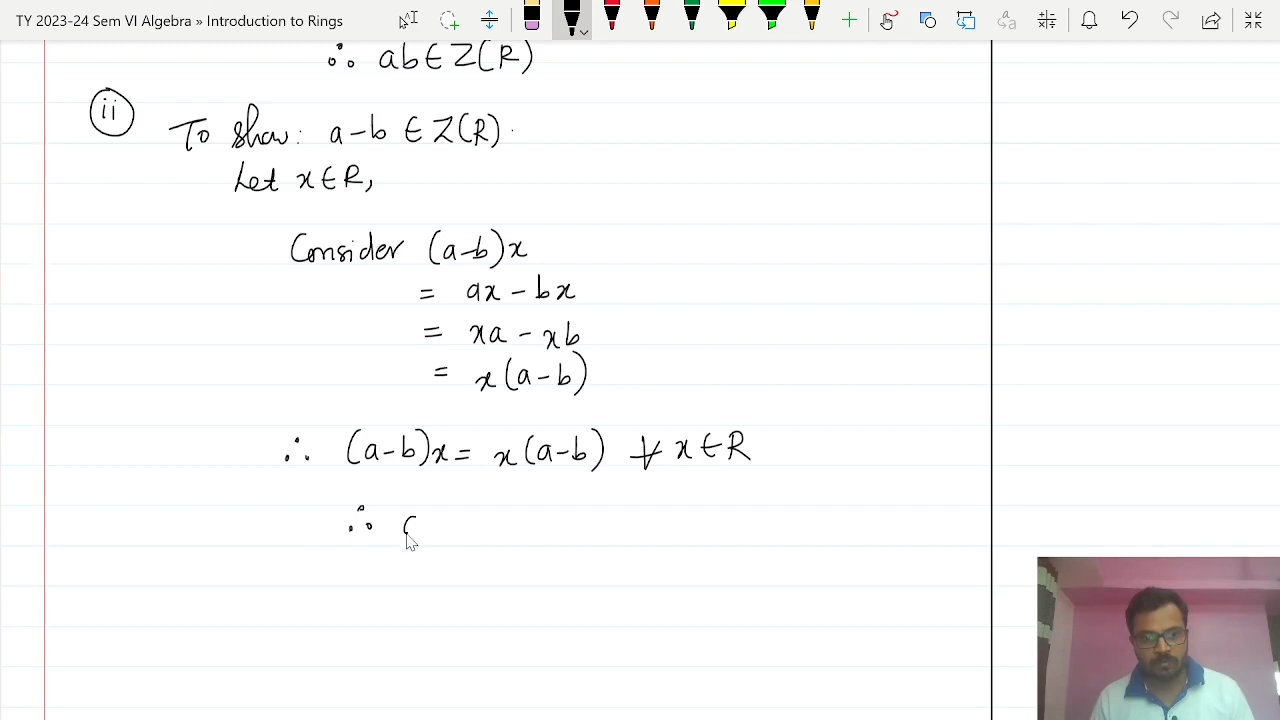 TY 2023-24 Sem VI Algebra » Introduction to Rings
∴ ab ∈ Z(R)
(ii)
To show: a-b ∈ Z(R).
Let x ∈ R,
Consider (a-b)x
= ax - bx
= xa - xb
= x(a-b)
∴ (a-b)x = x(a-b) ∀ x ∈ R
∴